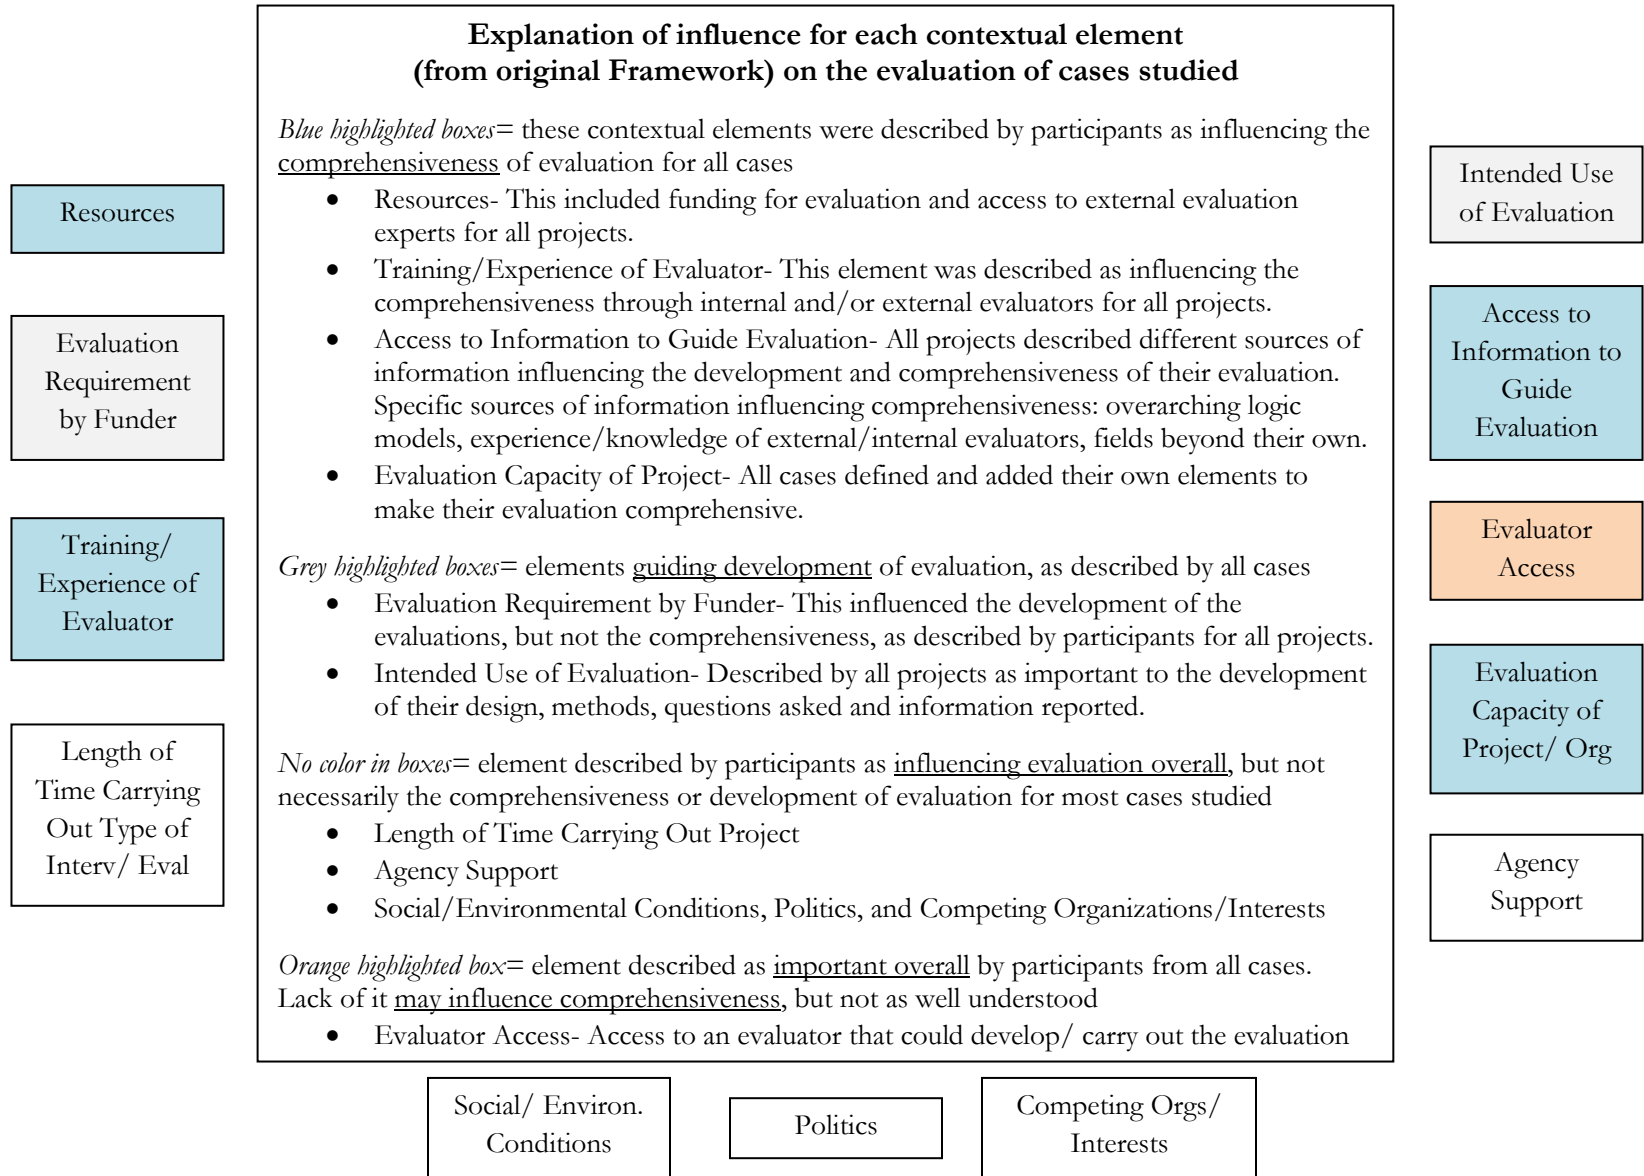 Explanation of influence for each contextual element
(from original Framework) on the evaluation of cases studied
Blue highlighted boxes= these contextual elements were described by participants as influencing the
comprehensiveness of evaluation for all cases
• Resources- This included funding for evaluation and access to external evaluation
experts for all projects.
• Training/Experience of Evaluator- This element was described as influencing the
comprehensiveness through internal and/or external evaluators for all projects.
• Access to Information to Guide Evaluation- All projects described different sources of
information influencing the development and comprehensiveness of their evaluation.
Specific sources of information influencing comprehensiveness: overarching logic
models, experience/knowledge of external/internal evaluators, fields beyond their own.
• Evaluation Capacity of Project- All cases defined and added their own elements to
make their evaluation comprehensive.
Grey highlighted boxes= elements guiding development of evaluation, as described by all cases
• Evaluation Requirement by Funder- This influenced the development of the
evaluations, but not the comprehensiveness, as described by participants for all projects.
• Intended Use of Evaluation- Described by all projects as important to the development
of their design, methods, questions asked and information reported.
No color in boxes= element described by participants as influencing evaluation overall, but not
necessarily the comprehensiveness or development of evaluation for most cases studied
• Length of Time Carrying Out Project
• Agency Support
• Social/Environmental Conditions, Politics, and Competing Organizations/Interests
Orange highlighted box= element described as important overall by participants from all cases.
Lack of it may influence comprehensiveness, but not as well understood
• Evaluator Access- Access to an evaluator that could develop/ carry out the evaluation
Resources
Evaluation
Requirement
by Funder
Training/
Experience of
Evaluator
Length of
Time Carrying
Out Type of
Interv/ Eval
Intended Use
of Evaluation
Access to
Information to
Guide
Evaluation
Evaluator
Access
Evaluation
Capacity of
Project/ Org
Agency
Support
Social/ Environ.
Conditions
Politics
Competing Orgs/
Interests